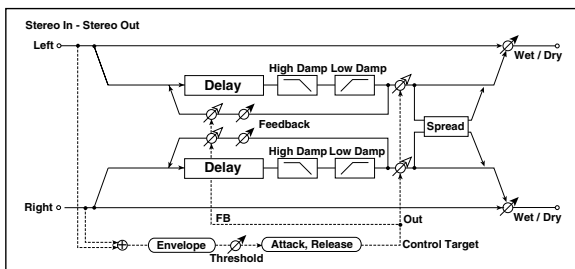 Stereo In - Stereo Out
Left
Wet / Dry
High Damp Low Damp
Delay
Feedback
Spread
High Damp Low Damp
Delay
Right
FB
Out
Wet / Dry
Envelope
Threshold
Attack, Release
Control Target